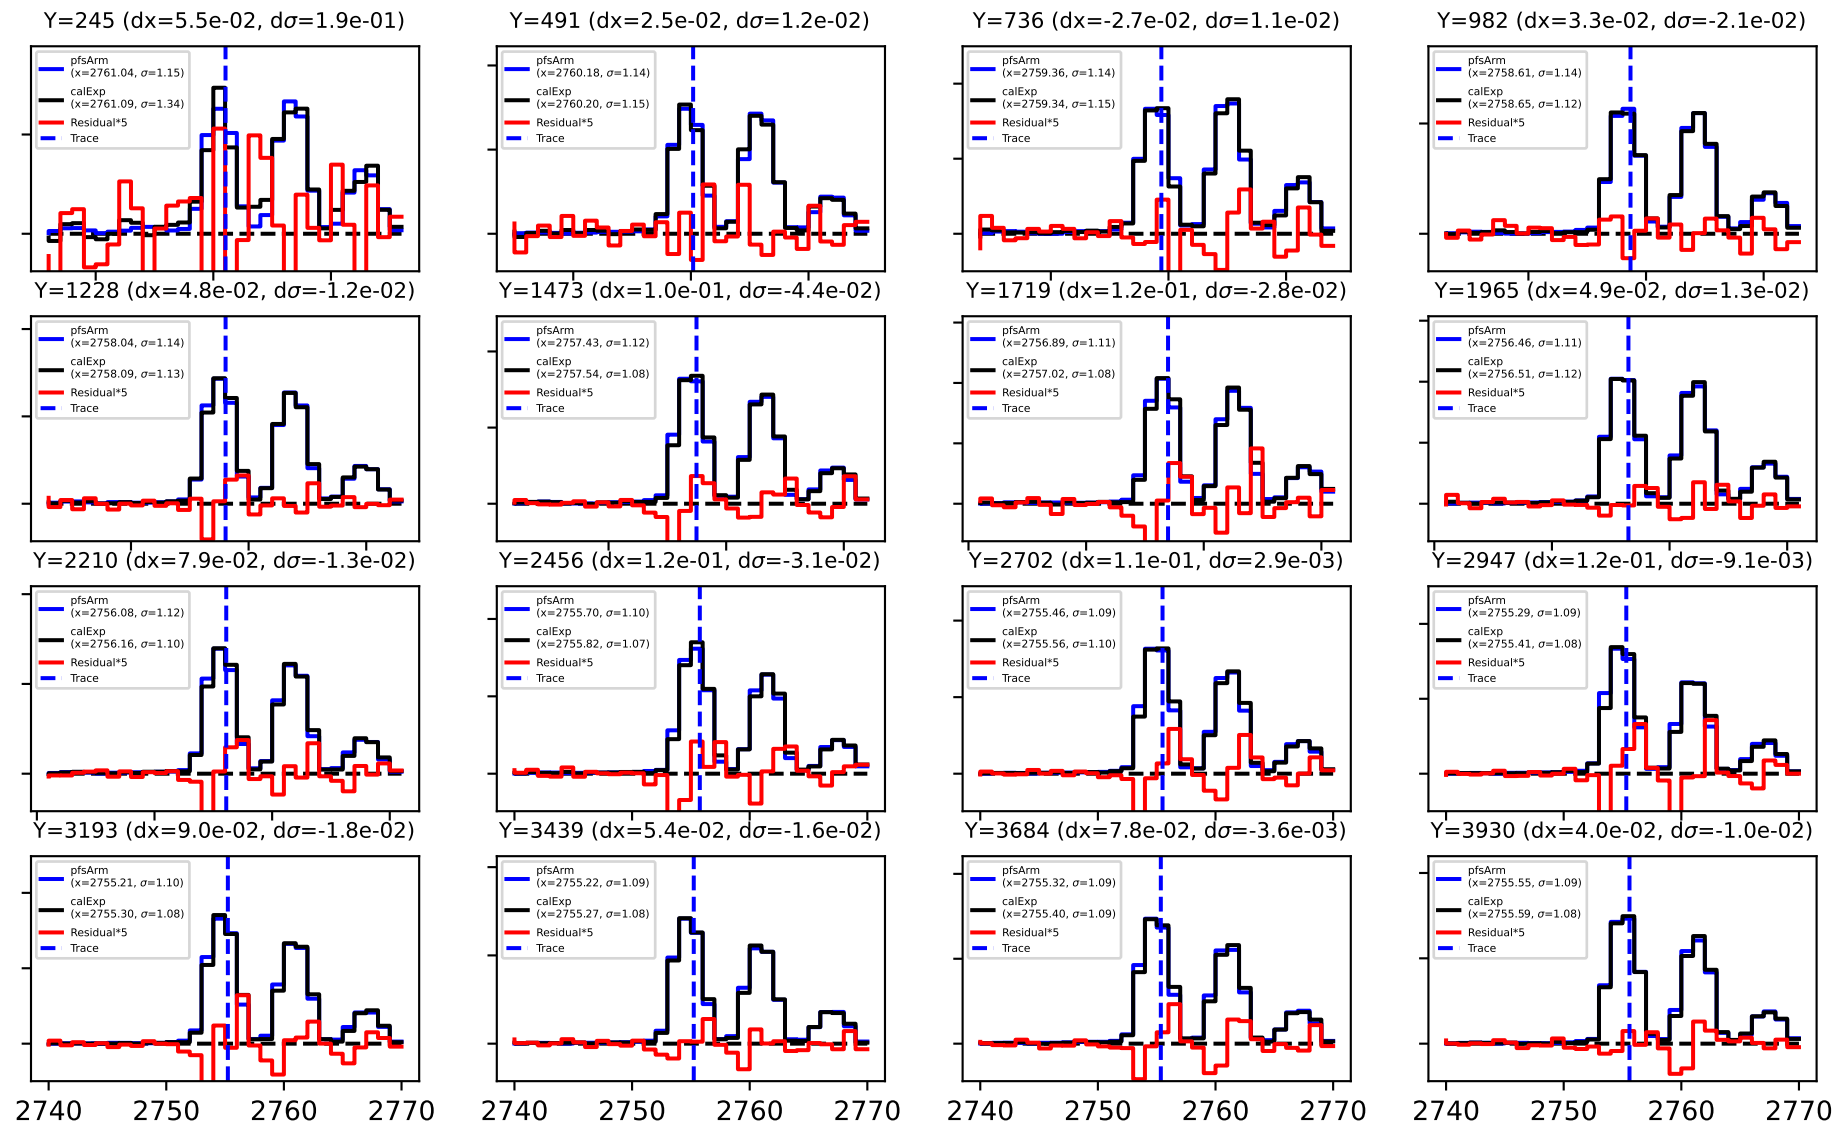 Y=245 (dx=5.5e-02, dσ=1.9e-01)
pfsArm
(x=2761.04, σ=1.15)
calExp
(x=2761.09, σ=1.34)
Residual*5
Trace
Y=491 (dx=2.5e-02, dσ=1.2e-02)
pfsArm
(x=2760.18, σ=1.14)
calExp
(x=2760.20, σ=1.15)
Residual*5
Trace
Y=736 (dx=-2.7e-02, dσ=1.1e-02)
pfsArm
(x=2759.36, σ=1.14)
calExp
(x=2759.34, σ=1.15)
Residual*5
Trace
Y=982 (dx=3.3e-02, dσ=-2.1e-02)
pfsArm
(x=2758.61, σ=1.14)
calExp
(x=2758.65, σ=1.12)
Residual*5
Trace
Y=1228 (dx=4.8e-02, dσ=-1.2e-02)
pfsArm
(x=2758.04, σ=1.14)
calExp
(x=2758.09, σ=1.13)
Residual*5
Trace
Y=1473 (dx=1.0e-01, dσ=-4.4e-02)
pfsArm
(x=2757.43, σ=1.12)
calExp
(x=2757.54, σ=1.08)
Residual*5
Trace
Y=1719 (dx=1.2e-01, dσ=-2.8e-02)
pfsArm
(x=2756.89, σ=1.11)
calExp
(x=2757.02, σ=1.08)
Residual*5
Trace
Y=1965 (dx=4.9e-02, dσ=1.3e-02)
pfsArm
(x=2756.46, σ=1.11)
calExp
(x=2756.51, σ=1.12)
Residual*5
Trace
Y=2210 (dx=7.9e-02, dσ=-1.3e-02)
pfsArm
(x=2756.08, σ=1.12)
calExp
(x=2756.16, σ=1.10)
Residual*5
Trace
Y=2456 (dx=1.2e-01, dσ=-3.1e-02)
pfsArm
(x=2755.70, σ=1.10)
calExp
(x=2755.82, σ=1.07)
Residual*5
Trace
Y=2702 (dx=1.1e-01, dσ=2.9e-03)
pfsArm
(x=2755.46, σ=1.09)
calExp
(x=2755.56, σ=1.10)
Residual*5
Trace
Y=2947 (dx=1.2e-01, dσ=-9.1e-03)
pfsArm
(x=2755.29, σ=1.09)
calExp
(x=2755.41, σ=1.08)
Residual*5
Trace
Y=3193 (dx=9.0e-02, dσ=-1.8e-02)
pfsArm
(x=2755.21, σ=1.10)
calExp
(x=2755.30, σ=1.08)
Residual*5
Trace
Y=3439 (dx=5.4e-02, dσ=-1.6e-02)
pfsArm
(x=2755.22, σ=1.09)
calExp
(x=2755.27, σ=1.08)
Residual*5
Trace
Y=3684 (dx=7.8e-02, dσ=-3.6e-03)
pfsArm
(x=2755.32, σ=1.09)
calExp
(x=2755.40, σ=1.09)
Residual*5
Trace
Y=3930 (dx=4.0e-02, dσ=-1.0e-02)
pfsArm
(x=2755.55, σ=1.09)
calExp
(x=2755.59, σ=1.08)
Residual*5
Trace
2740 2750 2760 2770 2740 2750 2760 2770 2740 2750 2760 2770 2740 2750 2760 2770